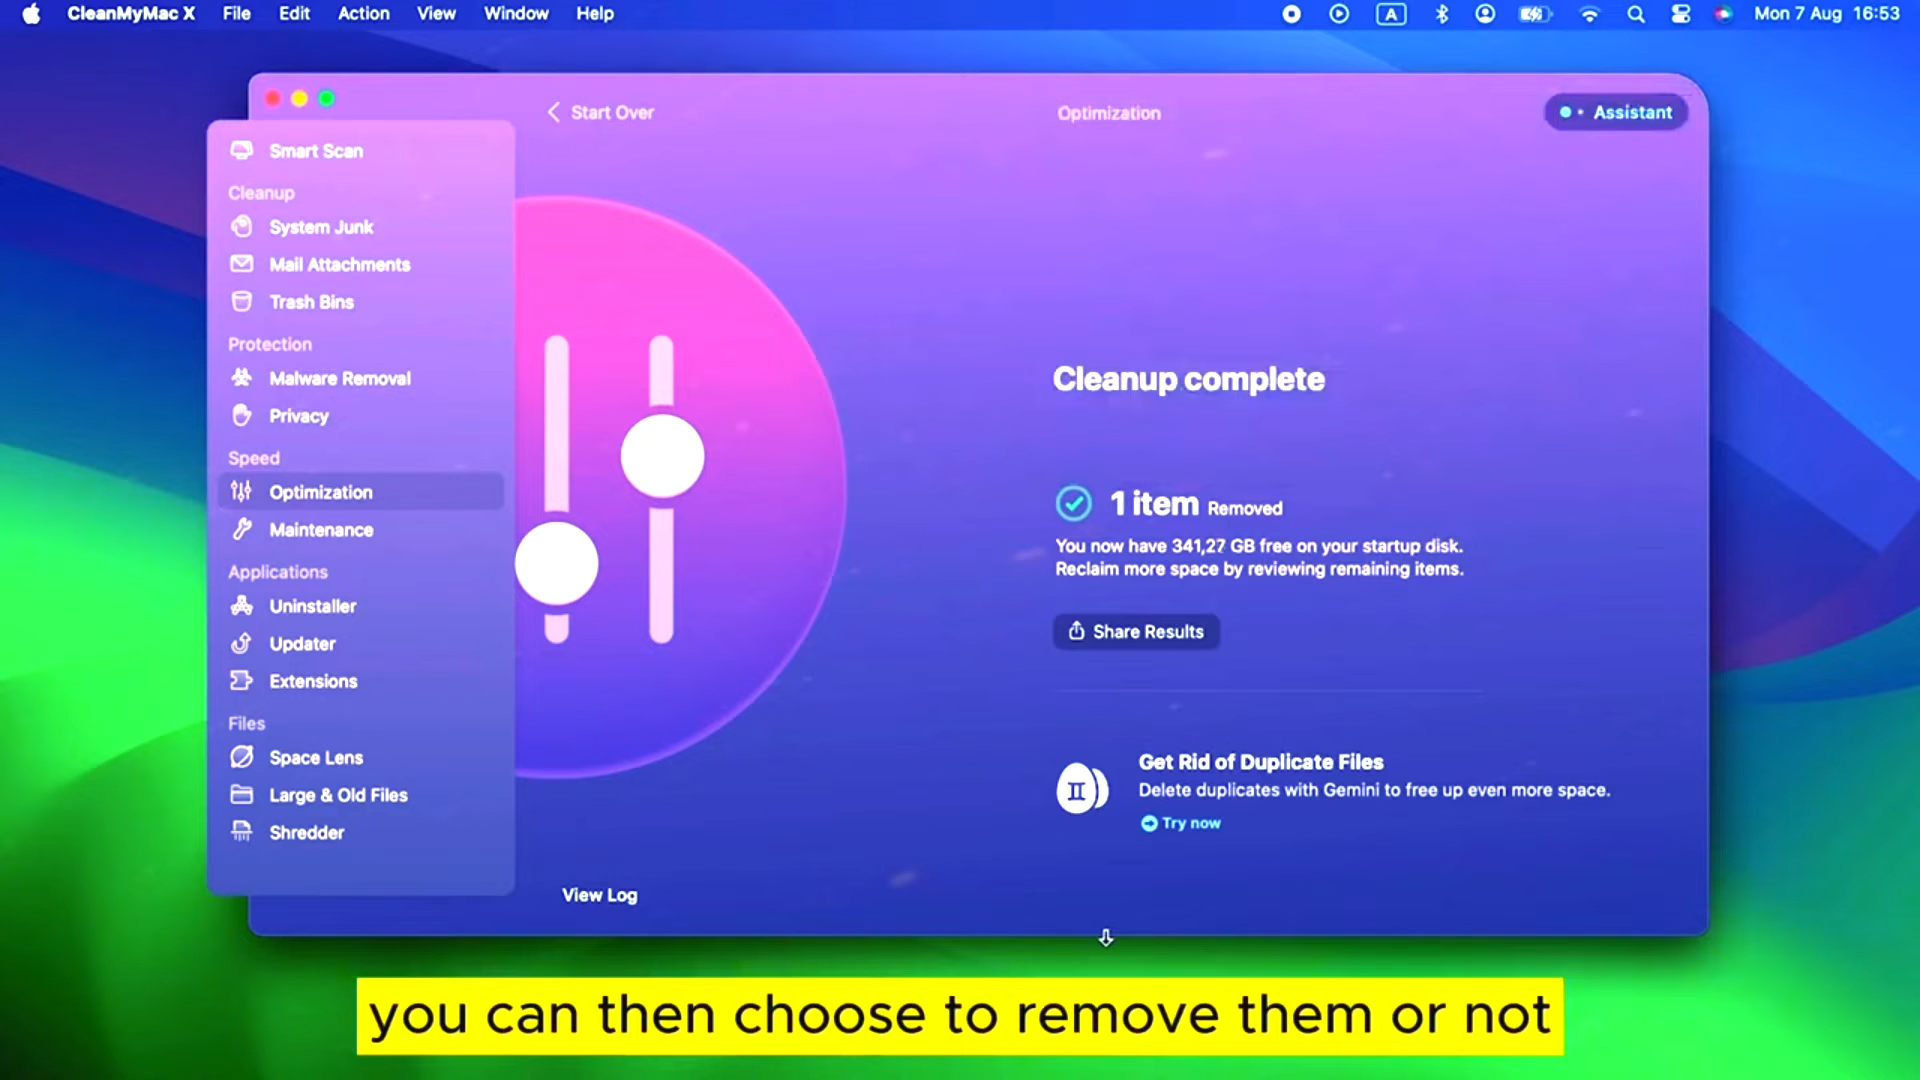 CleanMyMac X File Edit Action View Window Help A Mon 7 Aug 16:53
Start Over
Optimization
Assistant
Smart Scan
Cleanup
System Junk
Mail Attachments
Trash Bins
Protection
Malware Removal
Privacy
Speed
Optimization
Maintenance
Applications
Uninstaller
Updater
Extensions
Files
Space Lens
Large & Old Files
Shredder
Cleanup complete
1 item Removed
You now have 341,27 GB free on your startup disk.
Reclaim more space by reviewing remaining items.
Share Results
Get Rid of Duplicate Files
Delete duplicates with Gemini to free up even more space.
Try now
View Log
you can then choose to remove them or not